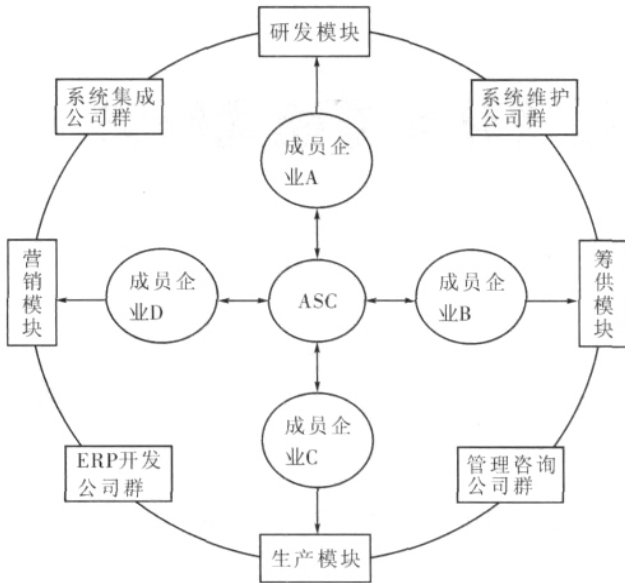 研发模块
系统集成
公司群
系统维护
公司群
成员企
业A
营销模块
成员企
业D
ASC
成员企
业B
筹供模块
成员企
业C
ERP开发
公司群
管理咨询
公司群
生产模块